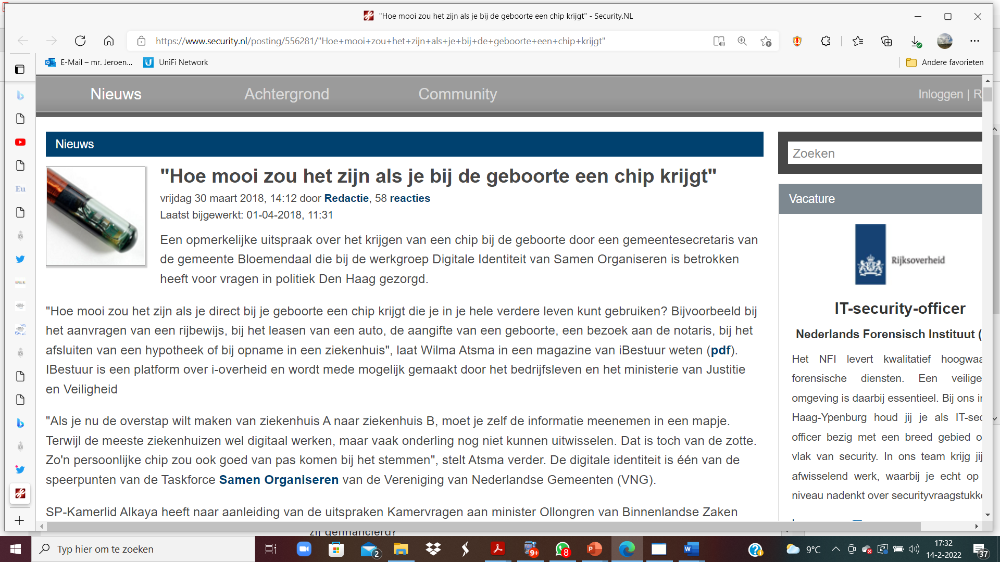 "Hoe mooi zou het zijn als je bij de geboorte een chip krijgt" - Security.NL
https://www.security.nl/posting/556281/"Hoe+mooi+zou+het+zijn+als+je+bij+de+geboorte+een+chip+krijgt"
E-Mail – mr. Jeroen...
UniFi Network
Andere favorieten
Nieuws
Achtergrond
Community
Inloggen | R
Nieuws
"Hoe mooi zou het zijn als je bij de geboorte een chip krijgt"
vrijdag 30 maart 2018, 14:12 door Redactie, 58 reacties
Laatst bijgewerkt: 01-04-2018, 11:31
Een opmerkelijke uitspraak over het krijgen van een chip bij de geboorte door een gemeentesecretaris van
de gemeente Bloemendaal die bij de werkgroep Digitale Identiteit van Samen Organiseren is betrokken
heeft voor vragen in politiek Den Haag gezorgd.
"Hoe mooi zou het zijn als je direct bij je geboorte een chip krijgt die je in je hele verdere leven kunt gebruiken? Bijvoorbeeld bij
het aanvragen van een rijbewijs, bij het leasen van een auto, de aangifte van een geboorte, een bezoek aan de notaris, bij het
afsluiten van een hypotheek of bij opname in een ziekenhuis", laat Wilma Atsma in een magazine van iBestuur weten (pdf).
IBestuur is een platform over i-overheid en wordt mede mogelijk gemaakt door het bedrijfsleven en het ministerie van Justitie
en Veiligheid
"Als je nu de overstap wilt maken van ziekenhuis A naar ziekenhuis B, moet je zelf de informatie meenemen in een mapje.
Terwijl de meeste ziekenhuizen wel digitaal werken, maar vaak onderling nog niet kunnen uitwisselen. Dat is toch van de zotte.
Zo'n persoonlijke chip zou ook goed van pas komen bij het stemmen", stelt Atsma verder. De digitale identiteit is één van de
speerpunten van de Taskforce Samen Organiseren van de Vereniging van Nederlandse Gemeenten (VNG).
SP-Kamerlid Alkaya heeft naar aanleiding van de uitspraken Kamervragen aan minister Ollongren van Binnenlandse Zaken
Zoeken
Vacature
Rijksoverheid
IT-security-officer
Nederlands Forensisch Instituut (
Het NFI levert kwalitatief hoogwaa
forensische diensten. Een veilige
omgeving is daarbij essentieel. Bij ons in
Haag-Ypenburg houd jij je als IT-sec
officer bezig met een breed gebied o
vlak van security. In ons team krijg jij
afwisselend werk, waarbij je echt op
niveau nadenkt over securityvraagstukke
Eu
zij gefinancierd?
Typ hier om te zoeken
2
9+
8
9°C
17:32
14-2-2022
37